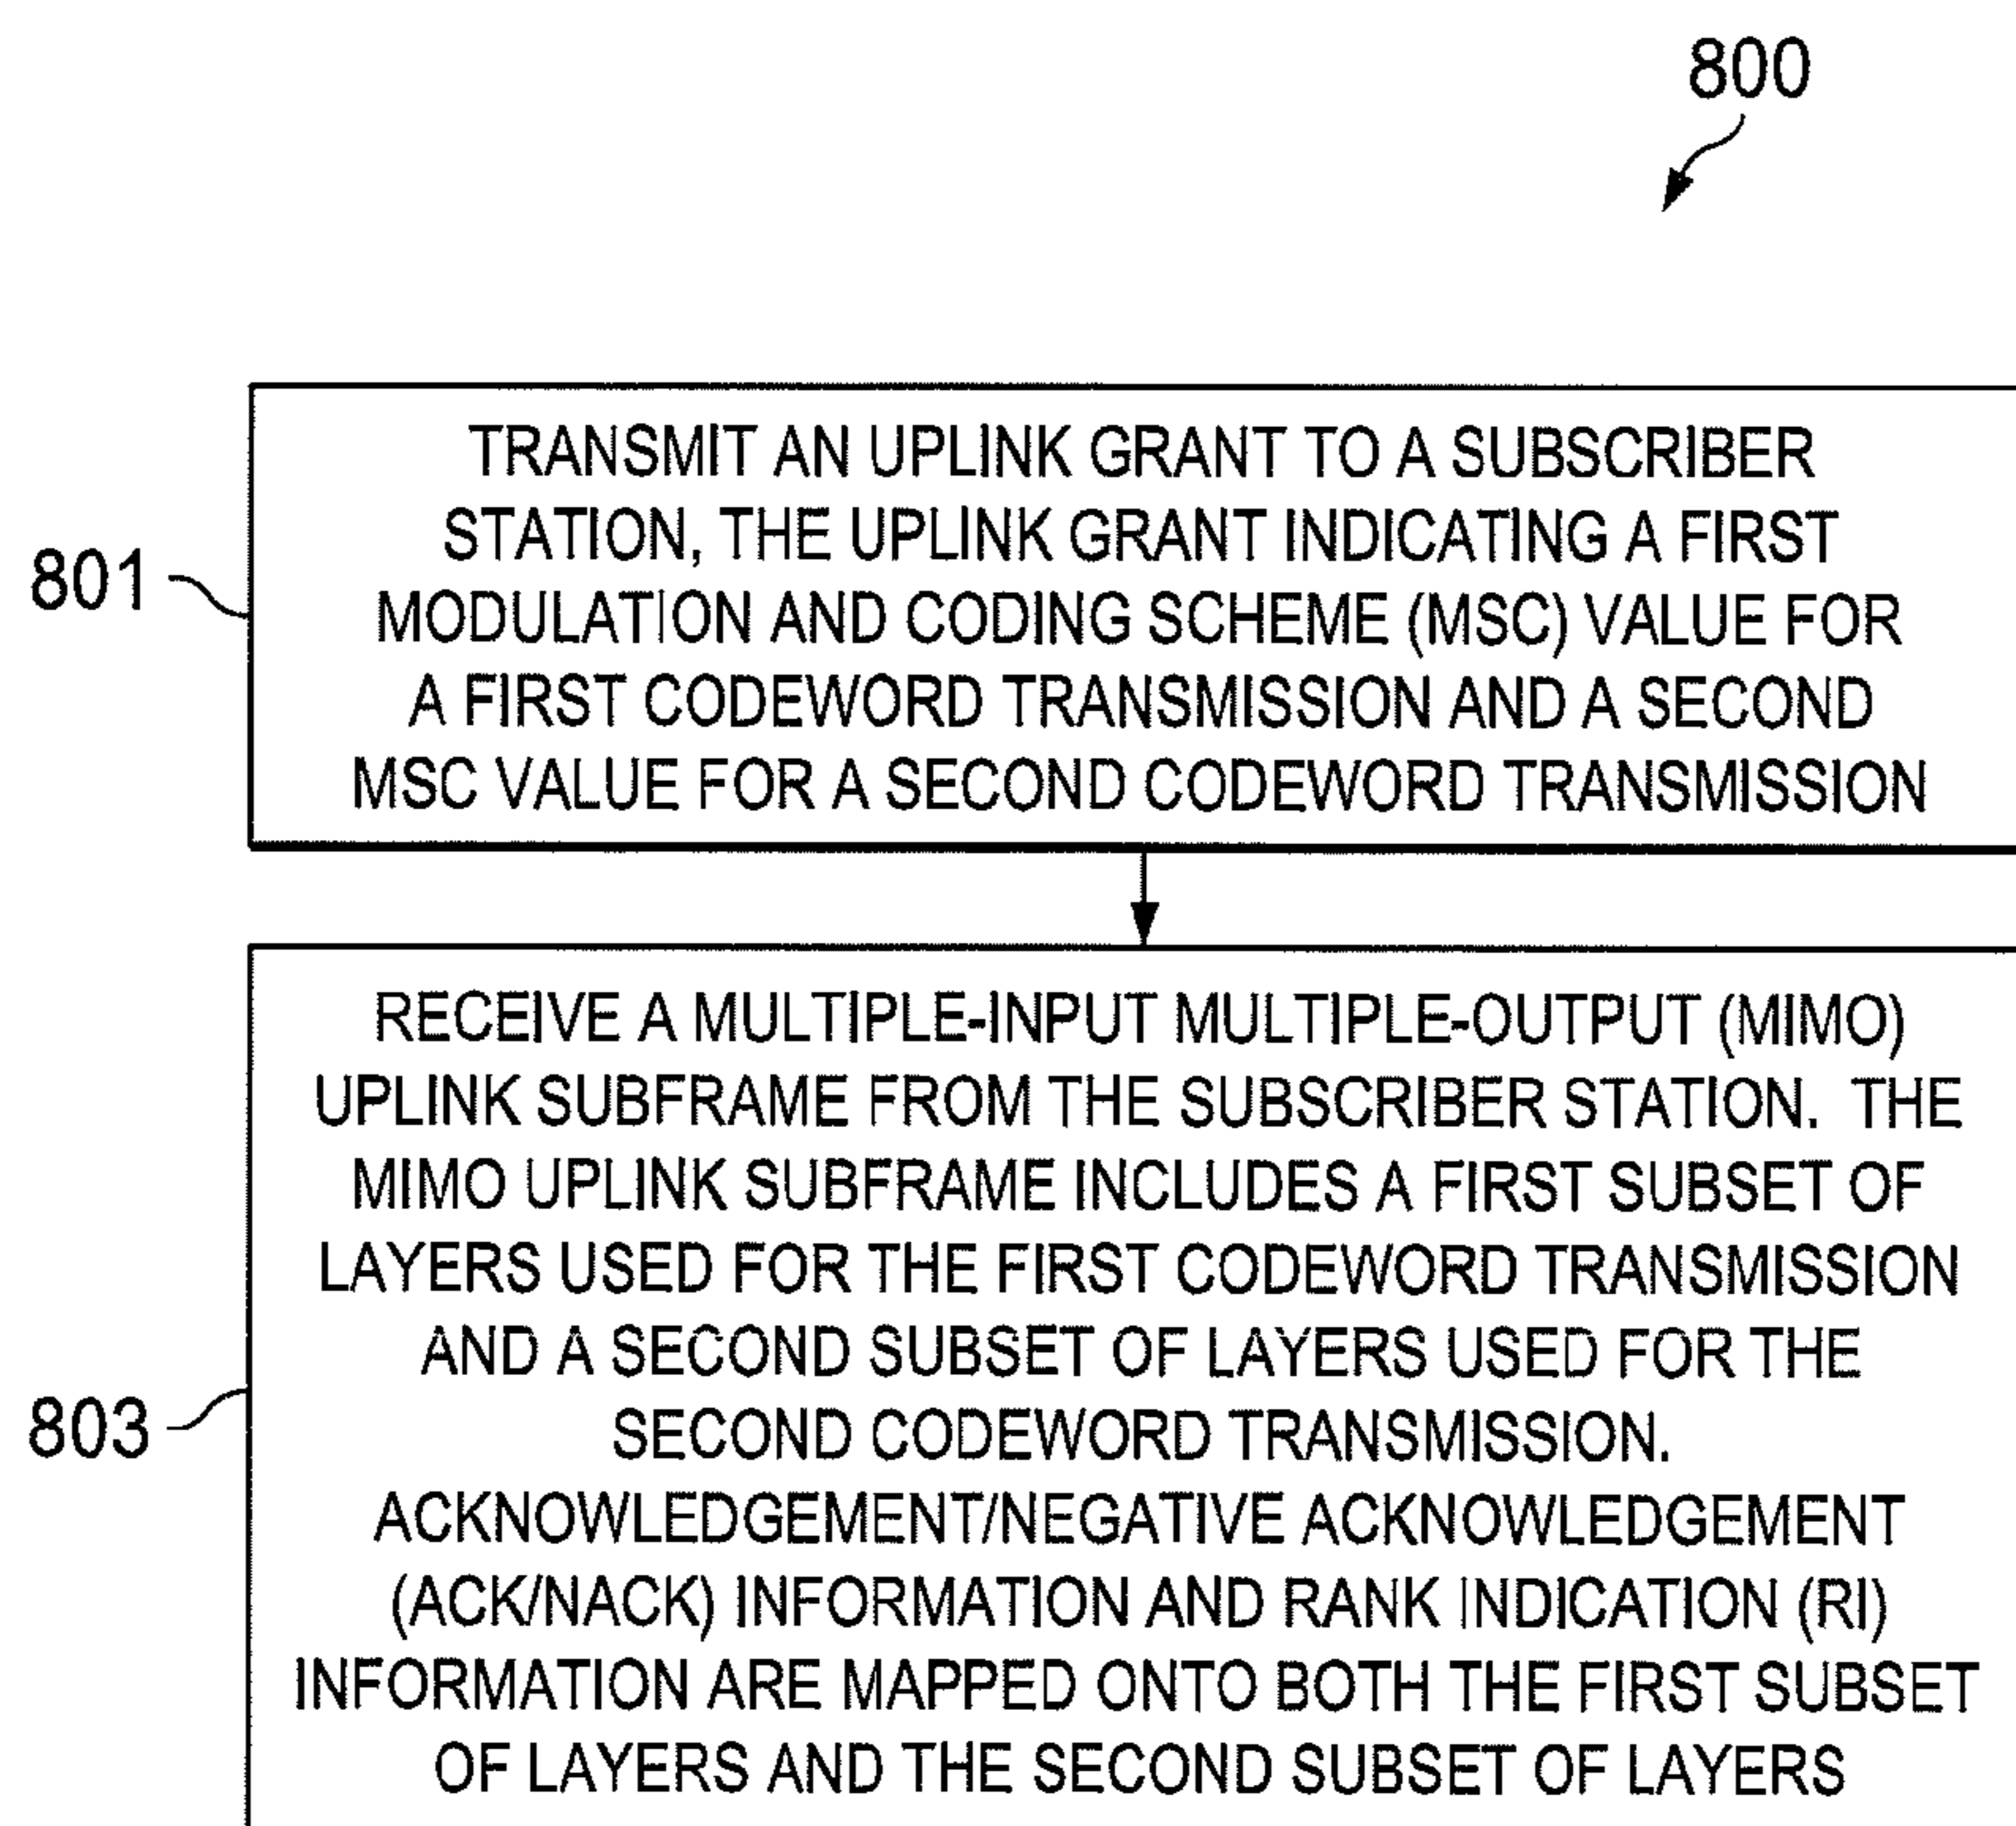 800
801
TRANSMIT AN UPLINK GRANT TO A SUBSCRIBER
STATION, THE UPLINK GRANT INDICATING A FIRST
MODULATION AND CODING SCHEME (MSC) VALUE FOR
A FIRST CODEWORD TRANSMISSION AND A SECOND
MSC VALUE FOR A SECOND CODEWORD TRANSMISSION
803
RECEIVE A MULTIPLE-INPUT MULTIPLE-OUTPUT (MIMO)
UPLINK SUBFRAME FROM THE SUBSCRIBER STATION. THE
MIMO UPLINK SUBFRAME INCLUDES A FIRST SUBSET OF
LAYERS USED FOR THE FIRST CODEWORD TRANSMISSION
AND A SECOND SUBSET OF LAYERS USED FOR THE
SECOND CODEWORD TRANSMISSION.
ACKNOWLEDGEMENT/NEGATIVE ACKNOWLEDGEMENT
(ACK/NACK) INFORMATION AND RANK INDICATION (RI)
INFORMATION ARE MAPPED ONTO BOTH THE FIRST SUBSET
OF LAYERS AND THE SECOND SUBSET OF LAYERS